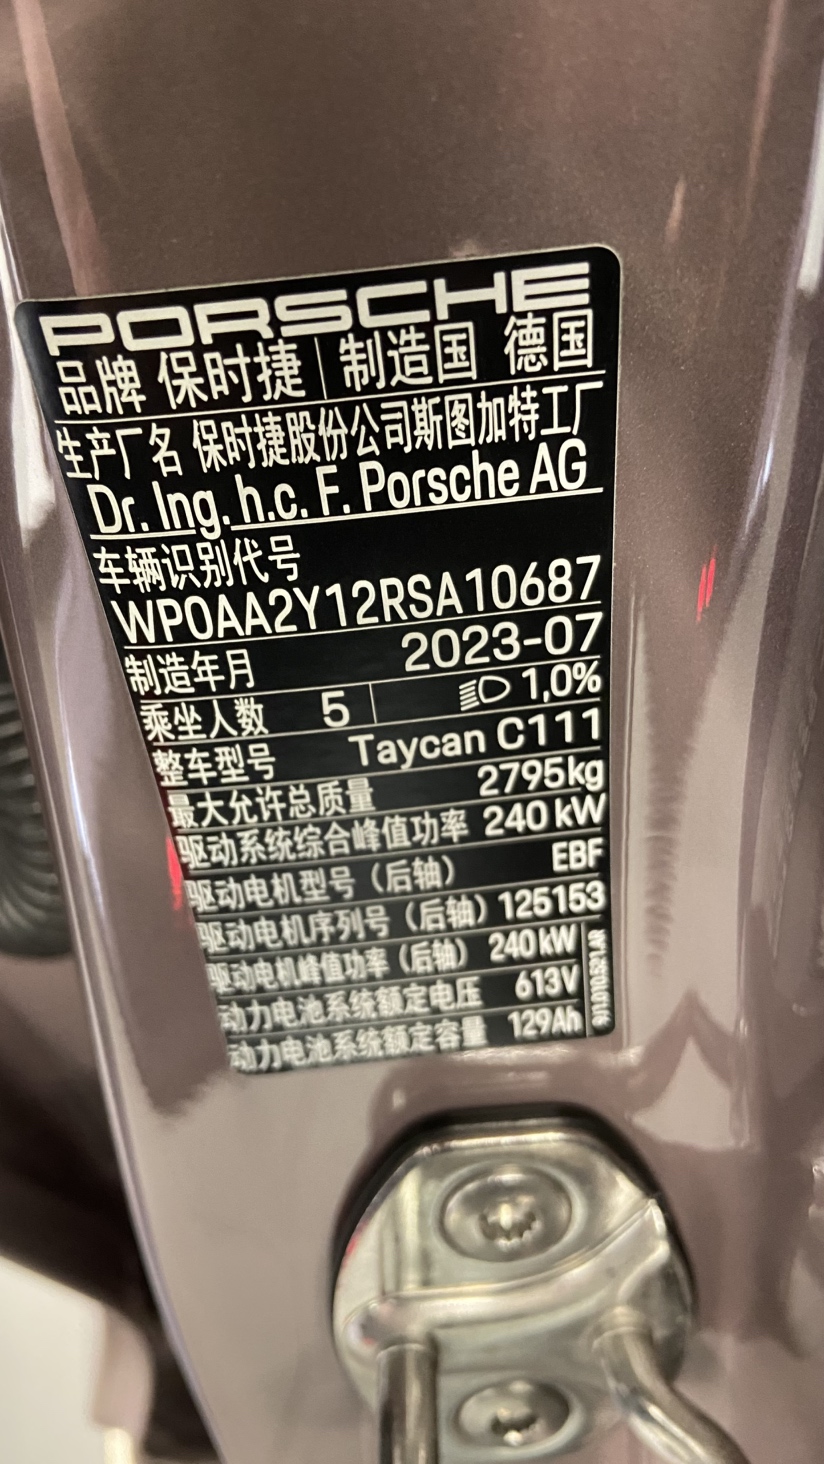 PORSCHE
品牌 保时捷 制造国 德国
生产厂名 保时捷股份公司斯图加特工厂
Dr. Ing. h.c. F. Porsche AG
车辆识别代号
WP0AA2Y12RSA10687
制造年月 2023-07
乘坐人数 5 1,0%
整车型号 Taycan C111
最大允许总质量 2795kg
驱动系统综合峰值功率 240 kW
驱动电机型号（后轴） EBF
驱动电机序列号（后轴） 125153
驱动电机峰值功率（后轴） 240 kW
动力电池系统额定电压 613V
动力电池系统额定容量 129Ah